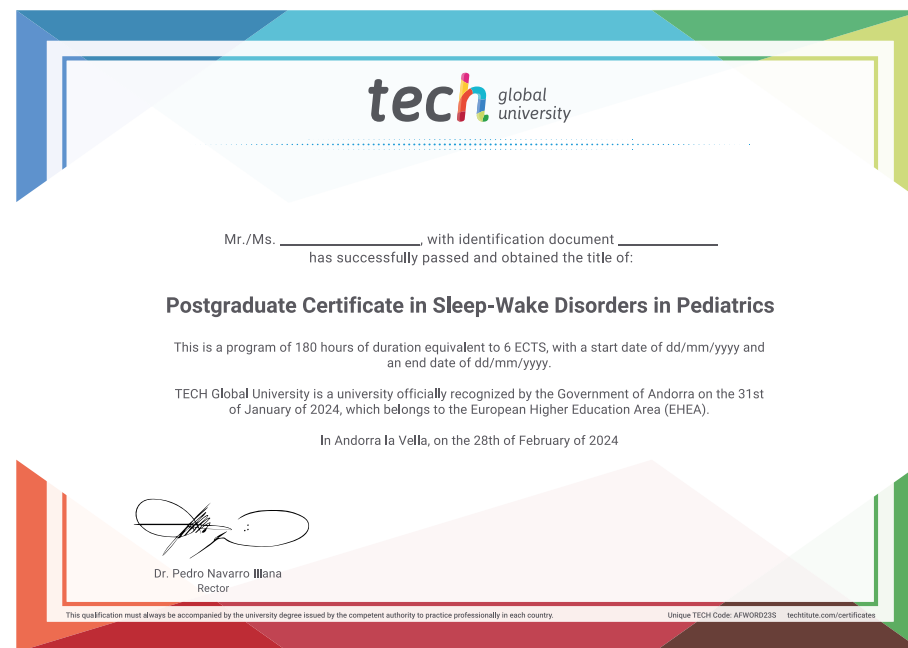 tech global university
Mr./Ms. ____________, with identification document ____________
has successfully passed and obtained the title of:
Postgraduate Certificate in Sleep-Wake Disorders in Pediatrics
This is a program of 180 hours of duration equivalent to 6 ECTS, with a start date of dd/mm/yyyy and
an end date of dd/mm/yyyy.
TECH Global University is a university officially recognized by the Government of Andorra on the 31st
of January of 2024, which belongs to the European Higher Education Area (EHEA).
In Andorra la Vella, on the 28th of February of 2024
Dr. Pedro Navarro Illana
Rector
This qualification must always be accompanied by the university degree issued by the competent authority to practice professionally in each country.
Unique TECH Code: AFWORD23S techtitute.com/certificates